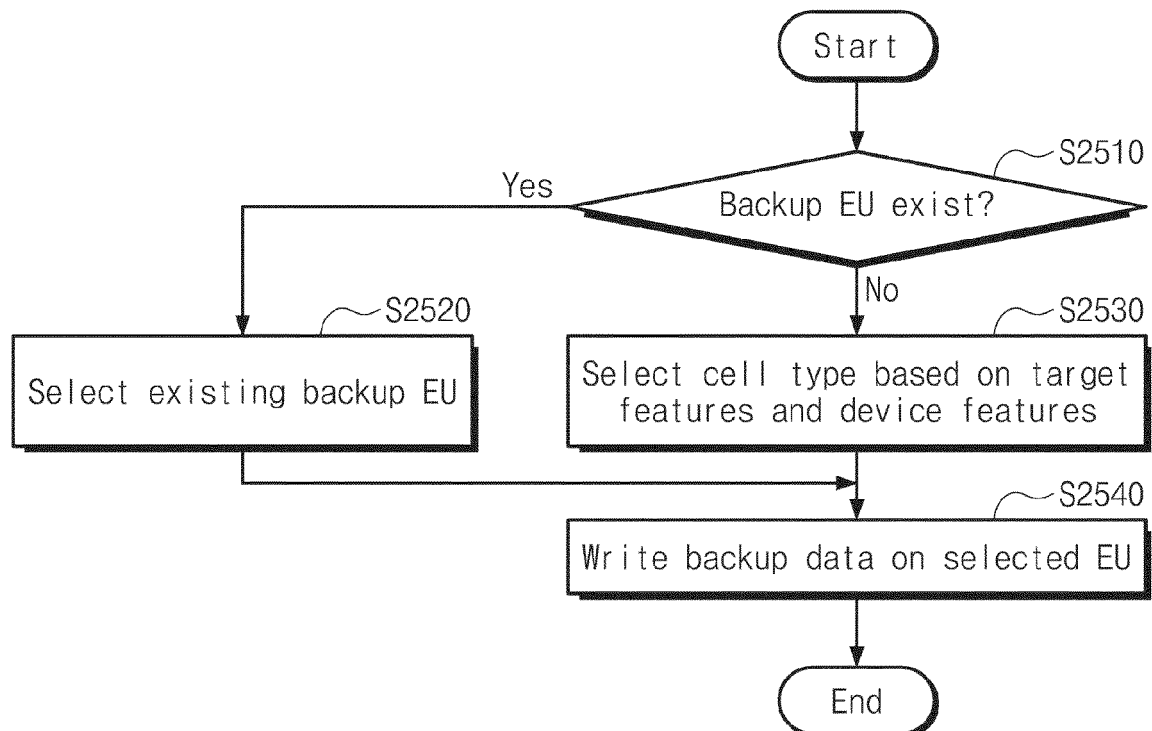 Start
S2510
Yes
Backup EU exist?
No
S2520
S2530
Select existing backup EU
Select cell type based on target
features and device features
S2540
Write backup data on selected EU
End